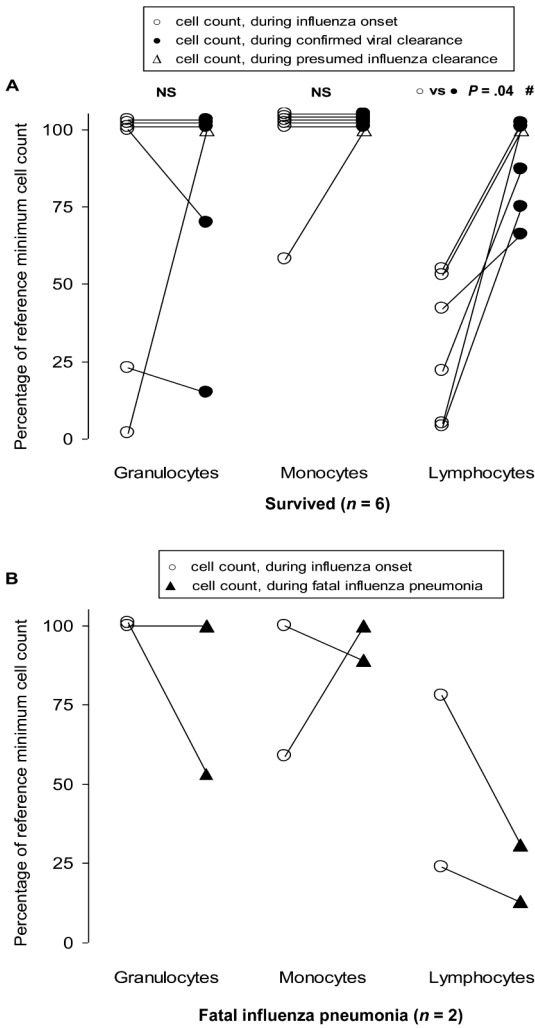 cell count, during influenza onset
cell count, during confirmed viral clearance
cell count, during presumed influenza clearance
A
NS
NS
vs P = .04 #
Percentage of reference minimum cell count
100
75
50
25
0
Granulocytes
Monocytes
Lymphocytes
Survived (n = 6)
B
cell count, during influenza onset
cell count, during fatal influenza pneumonia
Percentage of reference minimum cell count
100
75
50
25
0
Granulocytes
Monocytes
Lymphocytes
Fatal influenza pneumonia (n = 2)